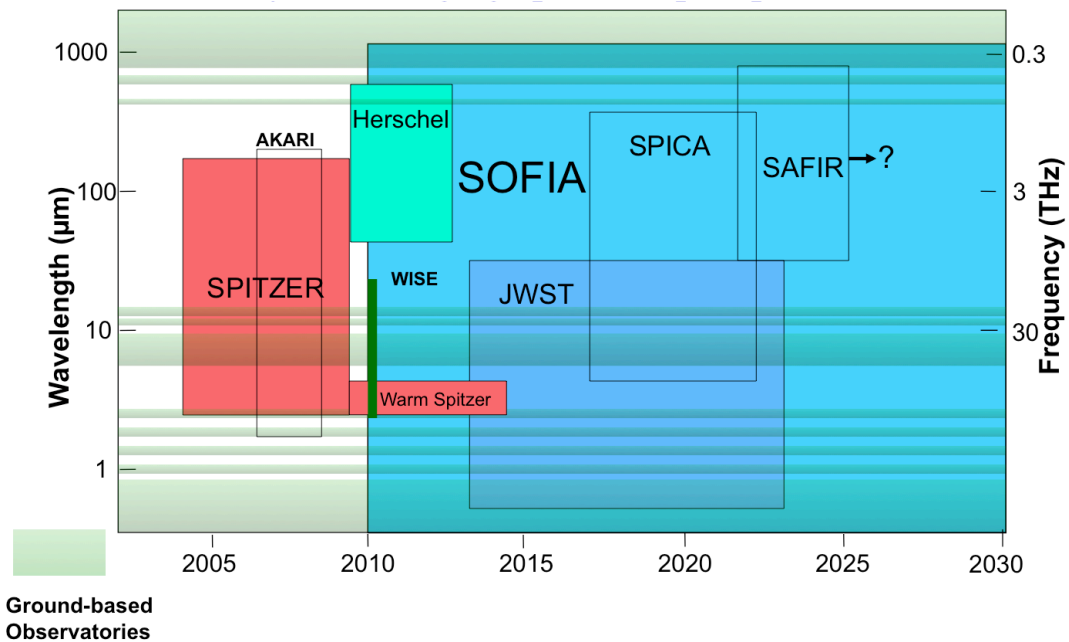 1000
100
10
1
Wavelength (µm)
0.3
3
30
Frequency (THz)
Herschel
AKARI
SOFIA
SPICA
SAFIR
?
SPITZER
WISE
JWST
Warm Spitzer
2005
2010
2015
2020
2025
2030
Ground-based
Observatories